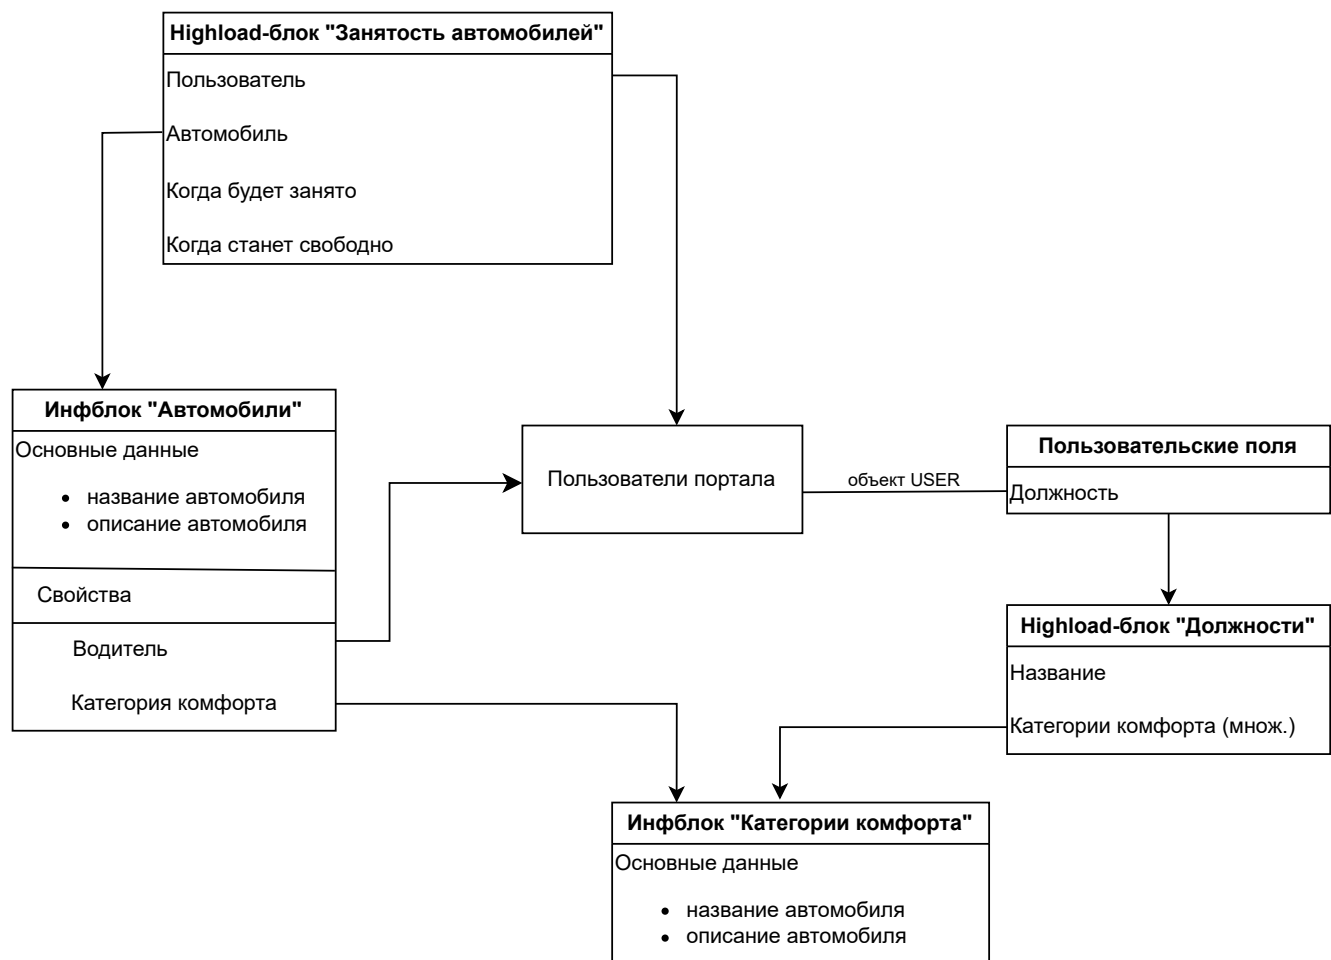 Highload-блок "Занятость автомобилей"
Пользователь
Автомобиль
Когда будет занято
Когда станет свободно
Инфблок "Автомобили"
Основные данные
название автомобиля
описание автомобиля
Свойства
Водитель
Категория комфорта
Пользователи портала
объект USER
Пользовательские поля
Должность
Highload-блок "Должности"
Название
Категории комфорта (множ.)
Инфблок "Категории комфорта"
Основные данные
название автомобиля
описание автомобиля